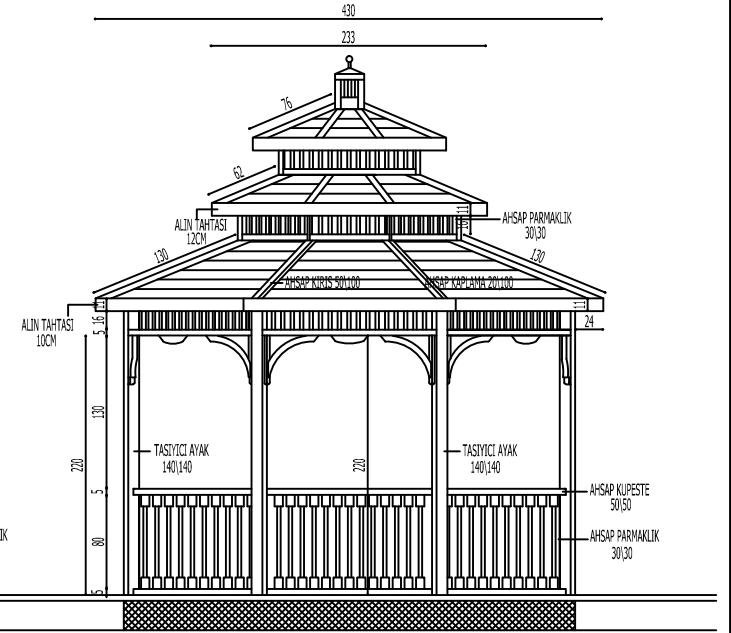 430
233
76
62
ALIN TAHTASI
12CM
11
10
AHSAP PARMAKLIK
30\30
130
130
AHSAP KIRIS 50\100
AHSAP KAPLAMA 20\100
11
11
ALIN TAHTASI
10CM
16
5
24
130
220
220
TASIYICI AYAK
140\140
TASIYICI AYAK
140\140
5
AHSAP KUPESTE
50\50
80
AHSAP PARMAKLIK
30\30
IK
5